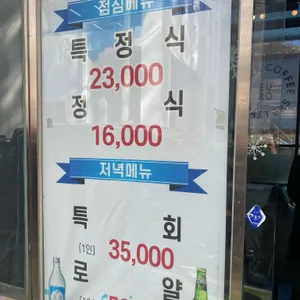 점심메뉴
특정식
23,000
정 식
16,000
저녁메뉴
특 회
(1인) 35,000
로 얄
COFFEE